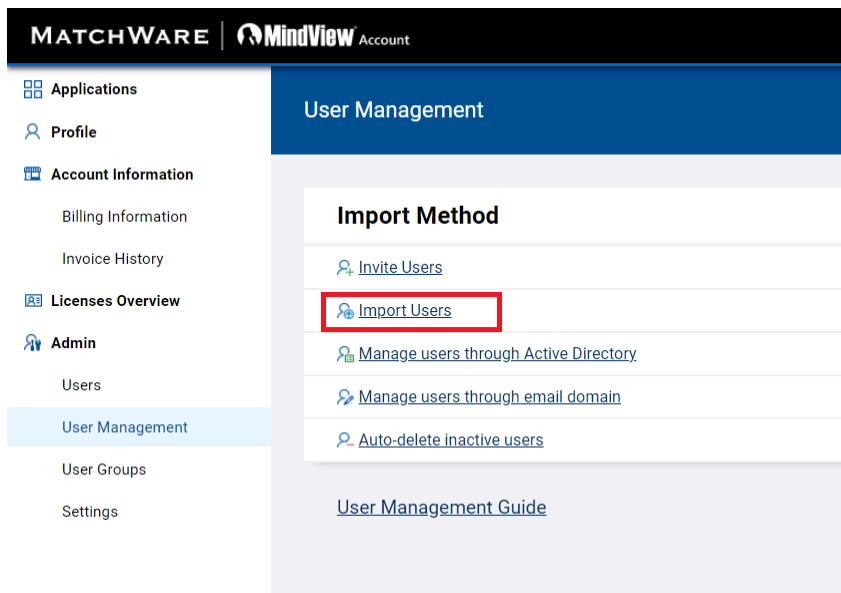 MATCHWARE MindView Account
Applications
Profile
Account Information
Billing Information
Invoice History
Licenses Overview
Admin
Users
User Management
User Groups
Settings
User Management
Import Method
Invite Users
Import Users
Manage users through Active Directory
Manage users through email domain
Auto-delete inactive users
User Management Guide